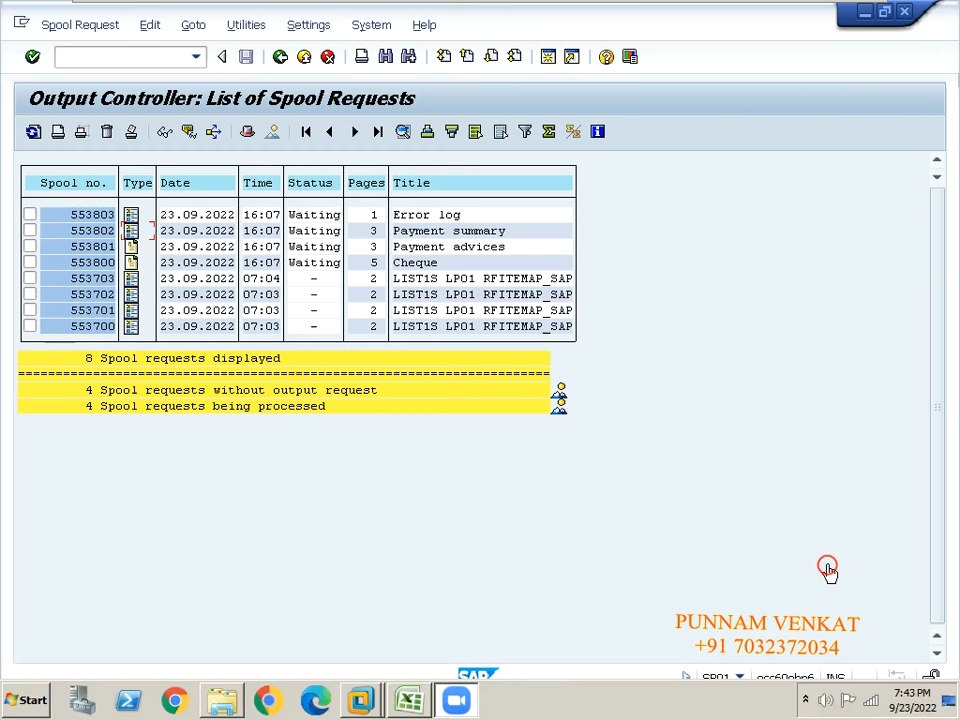 Spool Request Edit Goto Utilities Settings System Help
Output Controller: List of Spool Requests
Spool no. Type Date Time Status Pages Title
553803 23.09.2022 16:07 Waiting 1 Error log
553802 23.09.2022 16:07 Waiting 3 Payment summary
553801 23.09.2022 16:07 Waiting 3 Payment advices
553800 23.09.2022 16:07 Waiting 5 Cheque
553703 23.09.2022 07:04 - 2 LIST1S LP01 RFITEMAP_SAP
553702 23.09.2022 07:03 - 2 LIST1S LP01 RFITEMAP_SAP
553701 23.09.2022 07:03 - 2 LIST1S LP01 RFITEMAP_SAP
553700 23.09.2022 07:03 - 2 LIST1S LP01 RFITEMAP_SAP
8 Spool requests displayed
4 Spool requests without output request
4 Spool requests being processed
PUNNAM VENKAT
+91 7032372034
SAP SP01 INS
Start 7:43 PM
9/23/2022